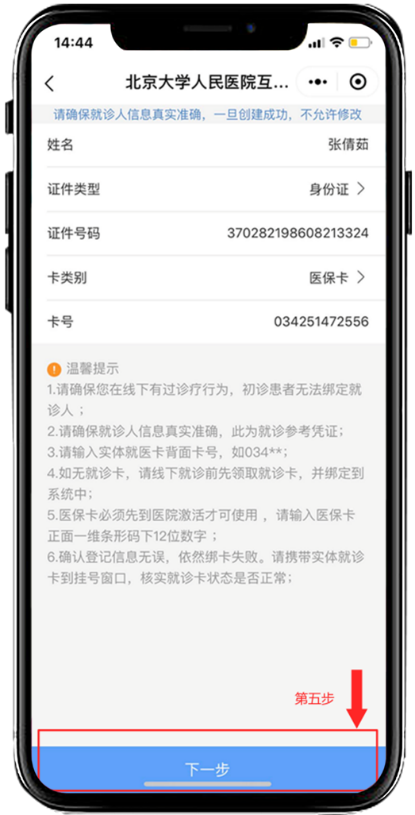 14:44
北京大学人民医院互...
请确保就诊人信息真实准确，一旦创建成功，不允许修改
姓名 张倩茹
证件类型 身份证
证件号码 370282198608213324
卡类别 医保卡
卡号 034251472556
温馨提示
1.请确保您在线下有过诊疗行为，初诊患者无法绑定就
诊人；
2.请确保就诊人信息真实准确，此为就诊参考凭证；
3.请输入实体就医卡背面卡号，如034**；
4.如无就诊卡，请线下就诊前先领取就诊卡，并绑定到
系统中；
5.医保卡必须先到医院激活才可使用 ，请输入医保卡
正面一维条形码下12位数字 ；
6.确认登记信息无误，依然绑卡失败。请携带实体就诊
卡到挂号窗口，核实就诊卡状态是否正常；
第五步
下一步